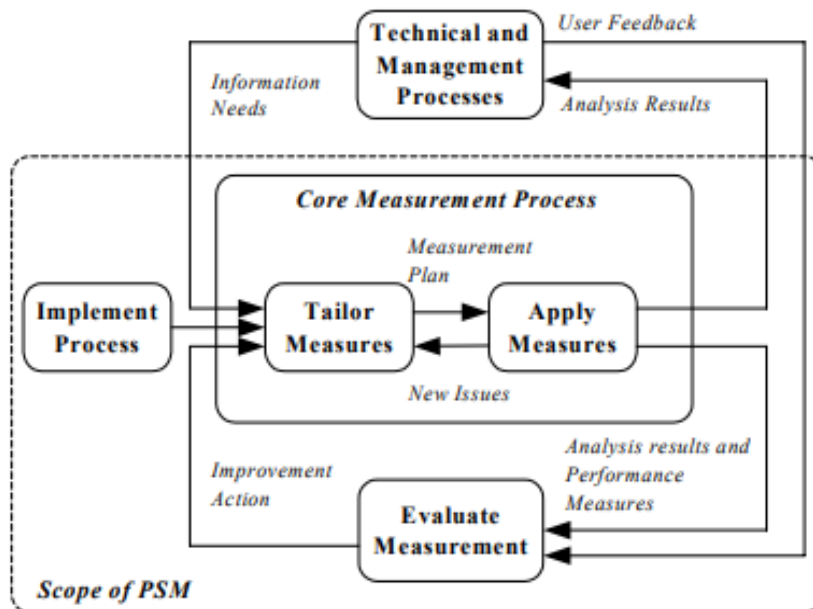 Technical and
Management
Processes
User Feedback
Information
Needs
Analysis Results
Core Measurement Process
Measurement
Plan
Implement
Process
Tailor
Measures
Apply
Measures
New Issues
Improvement
Action
Analysis results and
Performance
Measures
Evaluate
Measurement
Scope of PSM